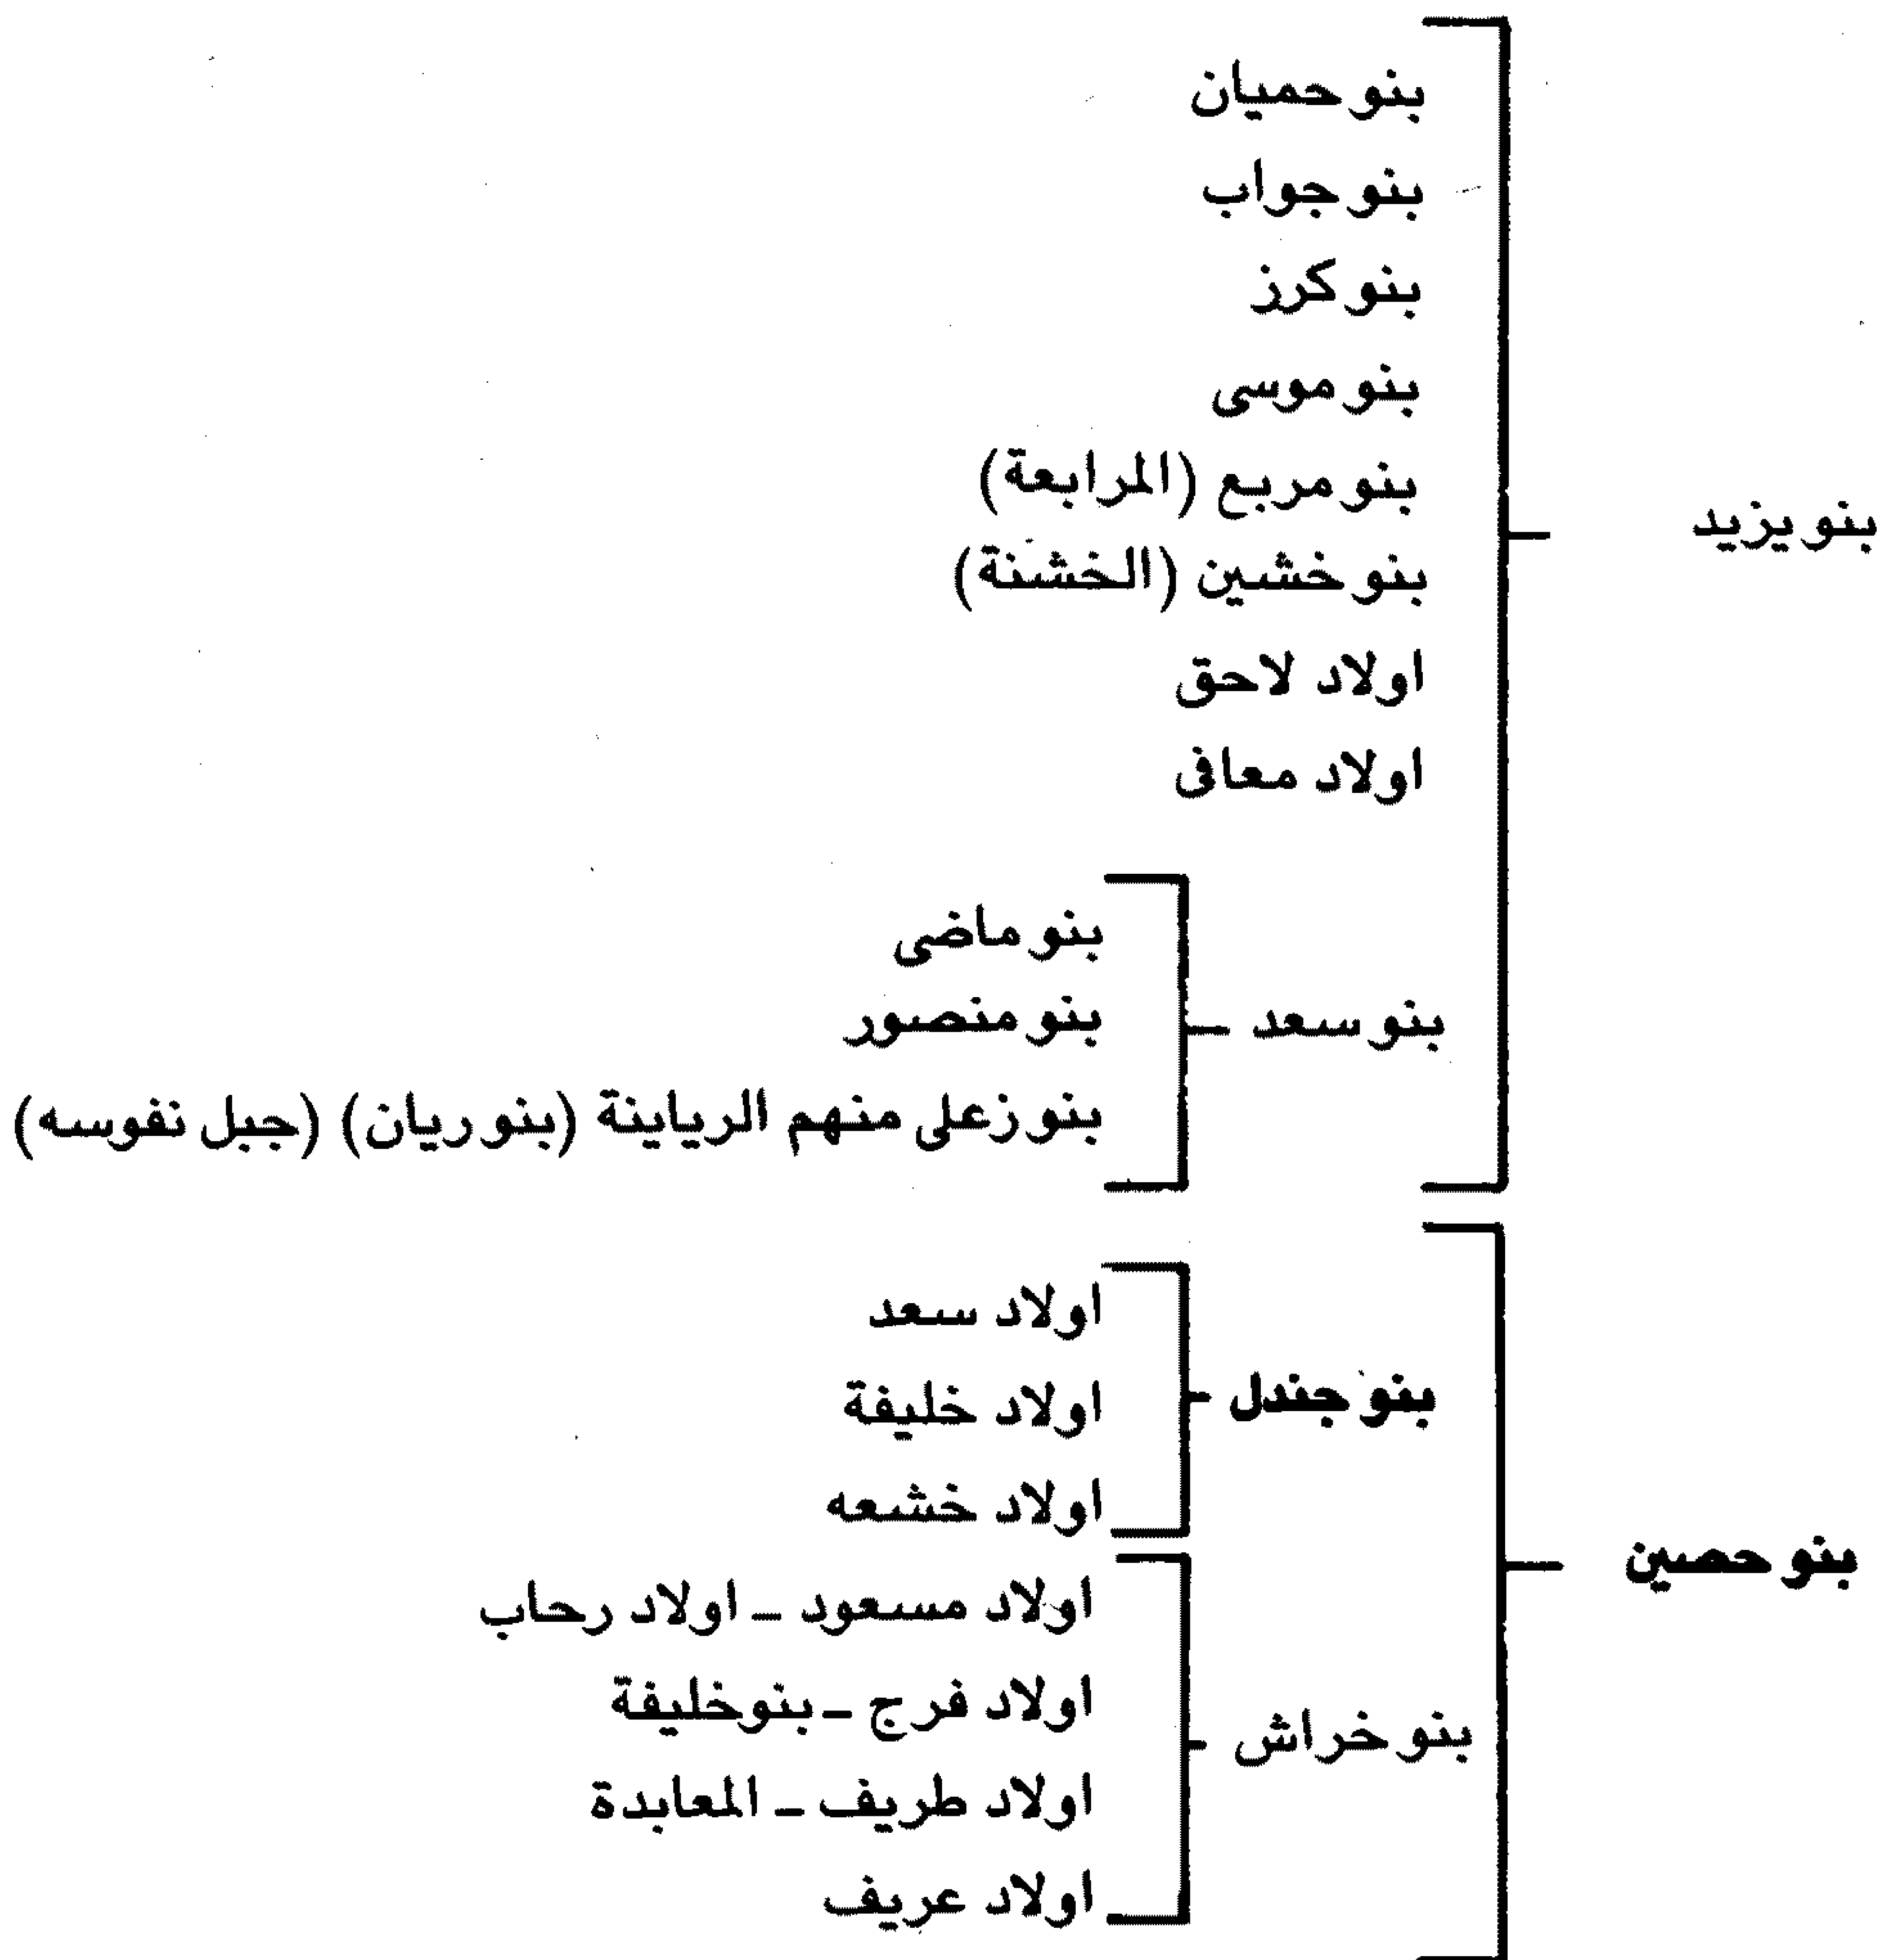 بنو يزيد
بنو حميان
بنو جواب
بنو كرز
بنو موسى
بنو مربع (المرابعة)
بنو خشين (الخشنة)
اولاد لاحق
اولاد معافى
بنو سعد -
بنو ماضى
بنو منصور
بنو زعلى منهم الرياينة (بنو ريان) (جبل نفوسه)
بنو حصين
بنو جندل -
اولاد سعد
اولاد خليفة
اولاد خشعه
بنو خراش -
اولاد مسعود - اولاد رحاب
اولاد فرج - بنو خليفة
اولاد طريف - المعابدة
اولاد عريف